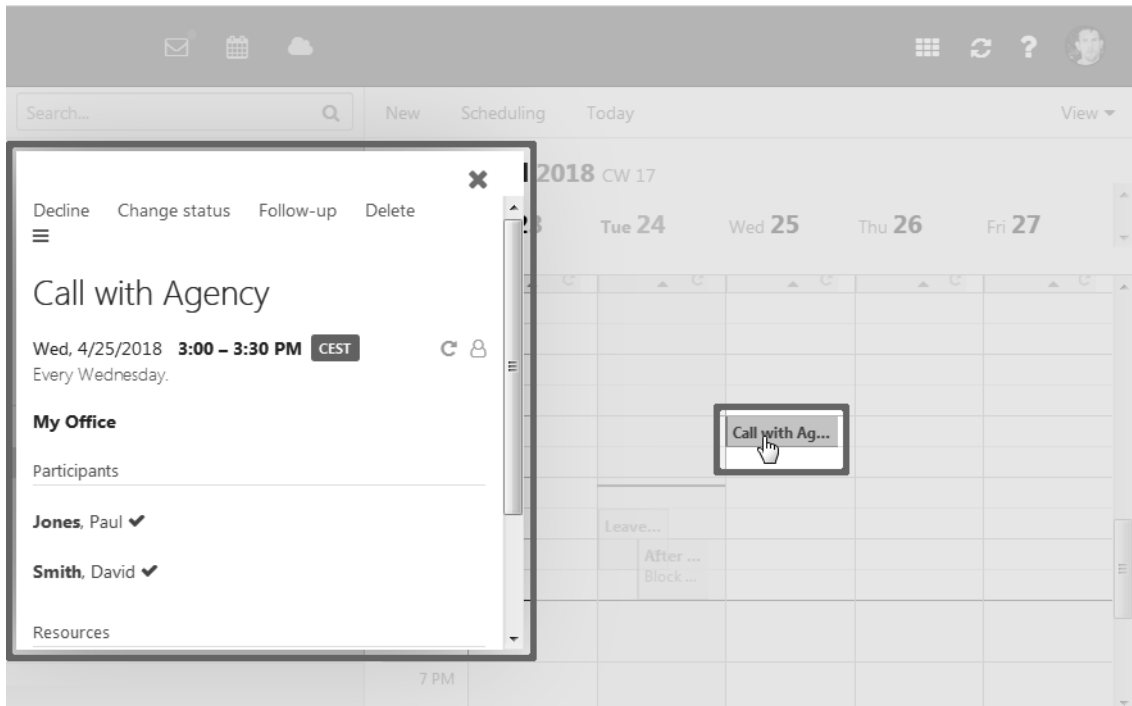 Search...
New Scheduling Today View
2018 CW 17
Tue 24 Wed 25 Thu 26 Fri 27
Decline Change status Follow-up Delete
Call with Agency
Wed, 4/25/2018 3:00 – 3:30 PM CEST
Every Wednesday.
My Office
Participants
Jones, Paul
Smith, David
Resources
Call with Ag...
Leave...
After ...
Block ...
7 PM